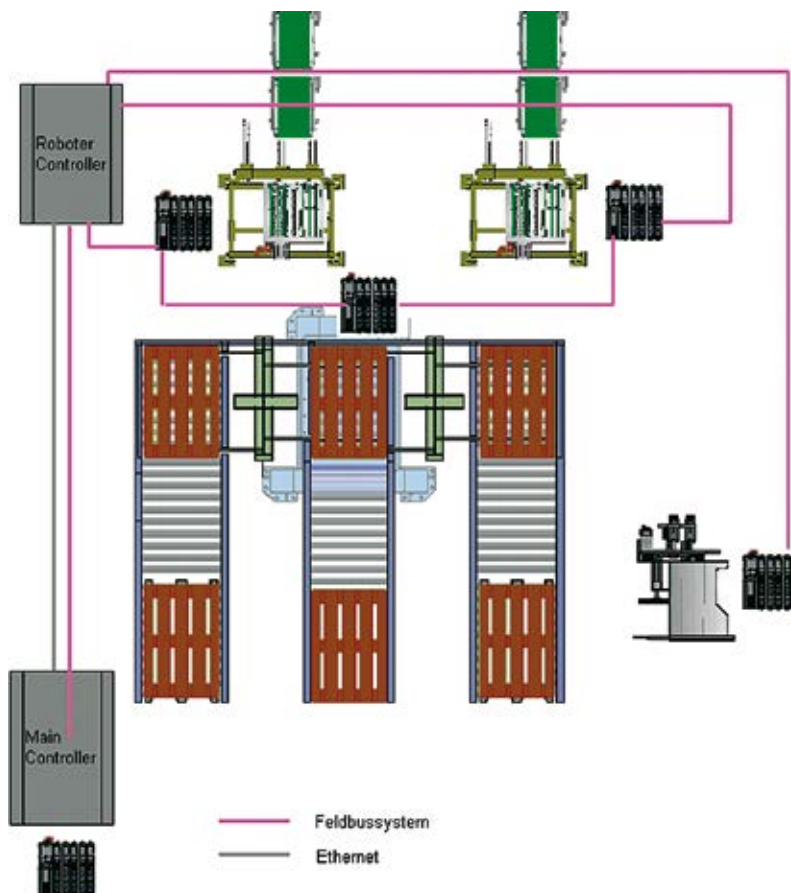 Roboter
Controller
Main
Controller
Feldbussystem
Ethernet